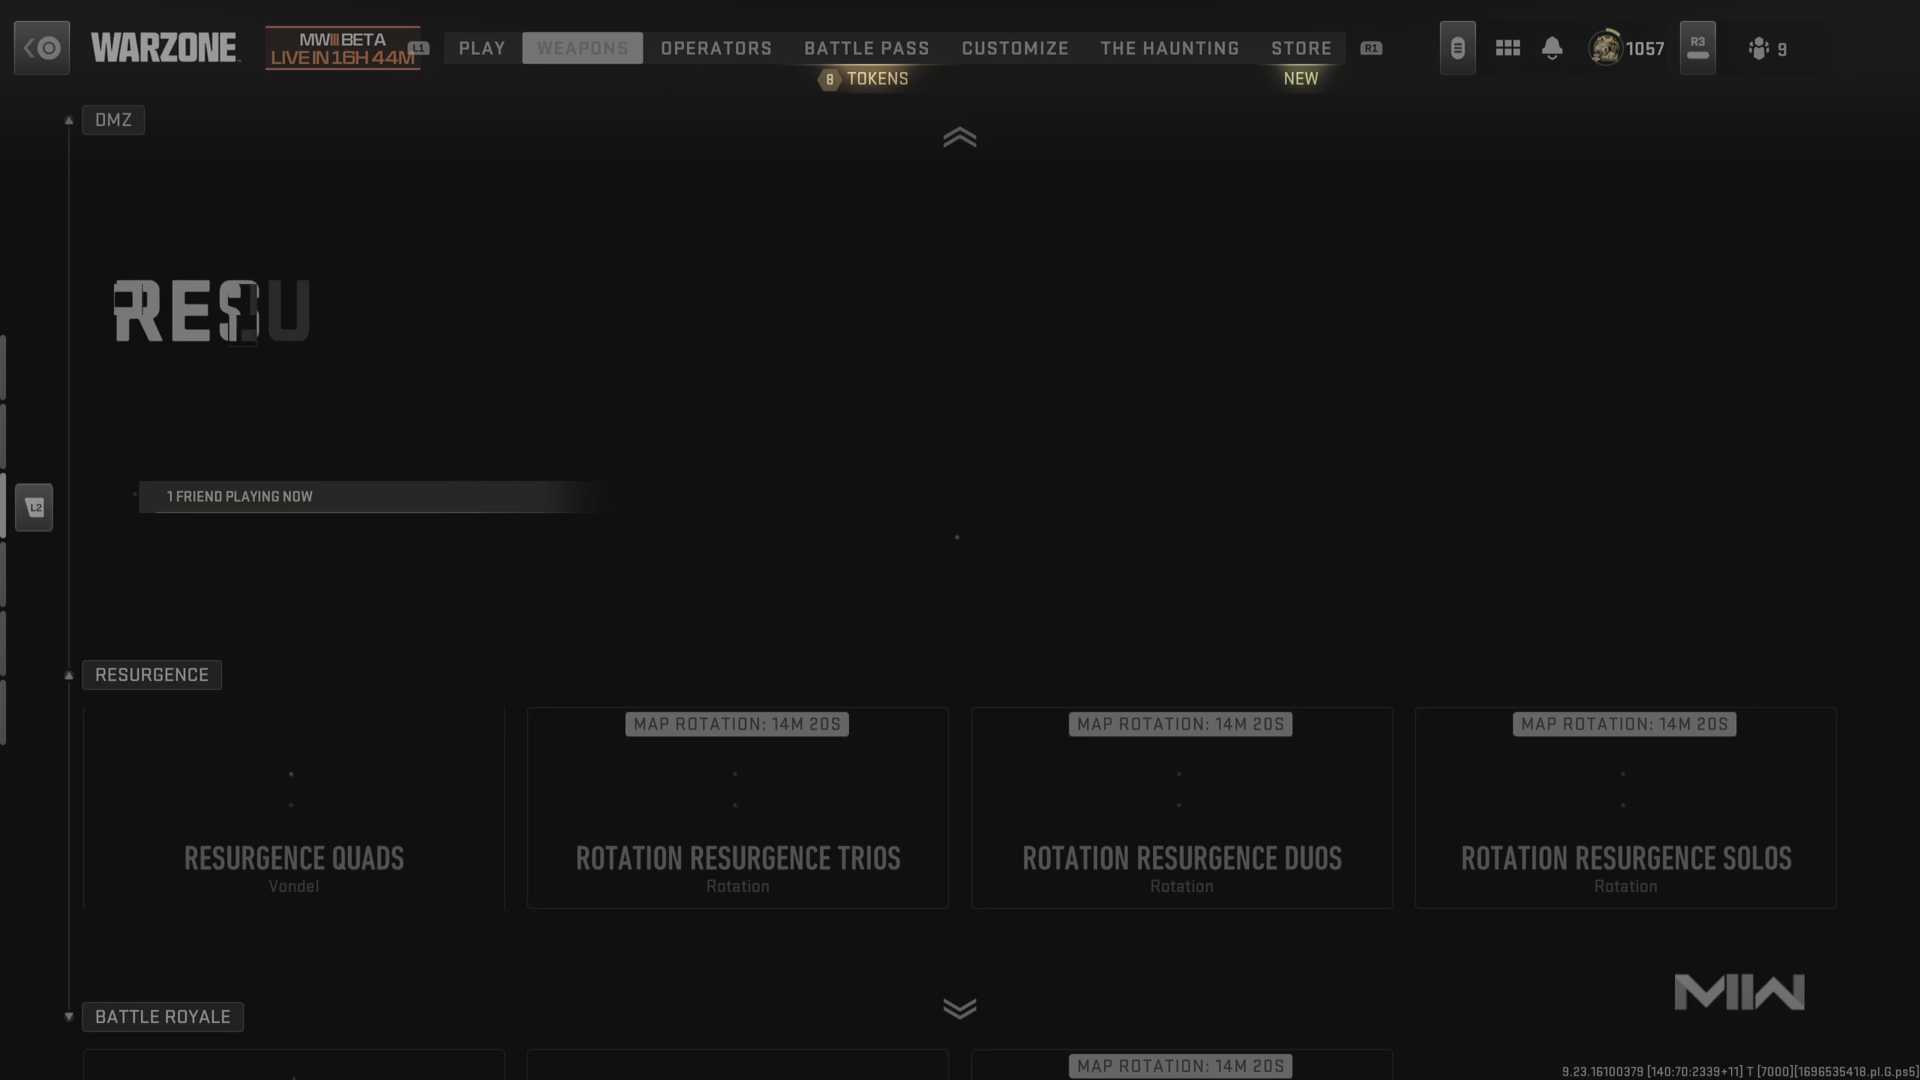 WARZONE
MWIII BETA
LIVE IN 16H 44M
L1
PLAY
WEAPONS
OPERATORS
BATTLE PASS
CUSTOMIZE
THE HAUNTING
STORE
R1
1057
R3
9
8 TOKENS
NEW
DMZ
RESU
1 FRIEND PLAYING NOW
L2
RESURGENCE
MAP ROTATION: 14M 20S
MAP ROTATION: 14M 20S
MAP ROTATION: 14M 20S
RESURGENCE QUADS
Vondel
ROTATION RESURGENCE TRIOS
Rotation
ROTATION RESURGENCE DUOS
Rotation
ROTATION RESURGENCE SOLOS
Rotation
MW
BATTLE ROYALE
MAP ROTATION: 14M 20S
9.23.16100379 [140:70:2339+11] T [7000][1696535418.pl.G.ps5]